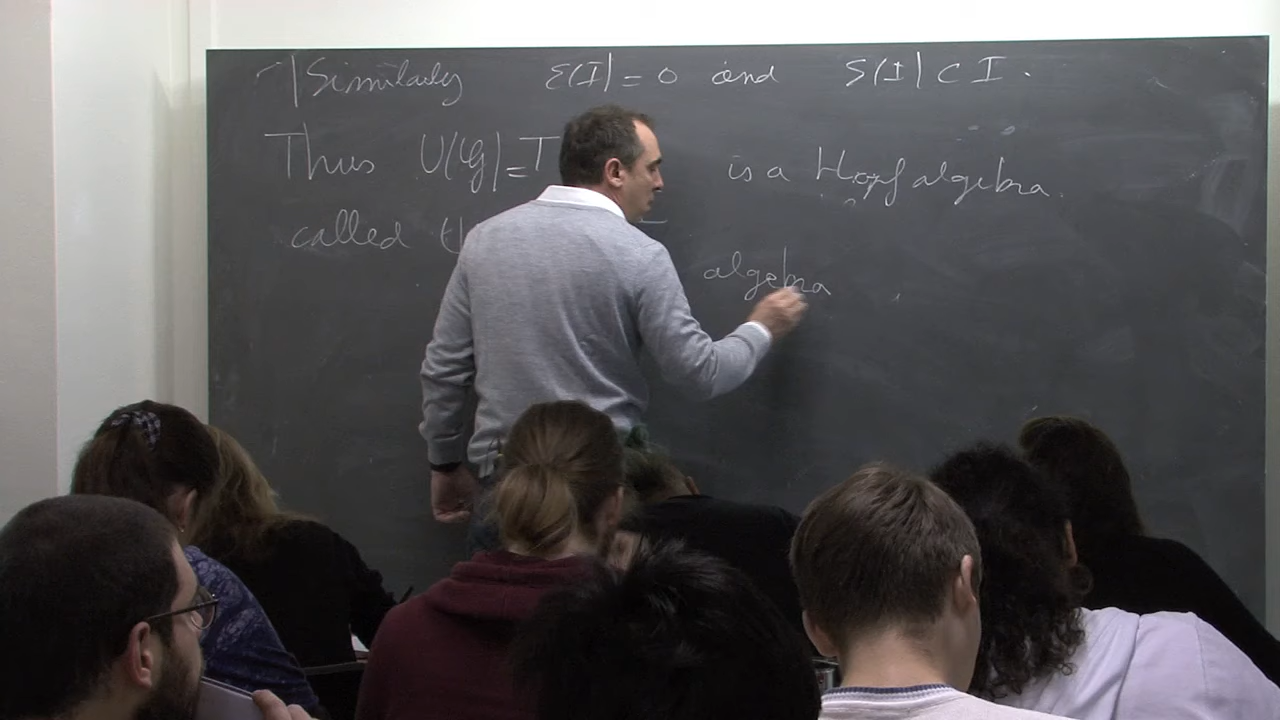 Similarly ε(I) = 0 and S(I) ⊂ I.
Thus U(g) = T is a Hopf algebra.
called
algebra